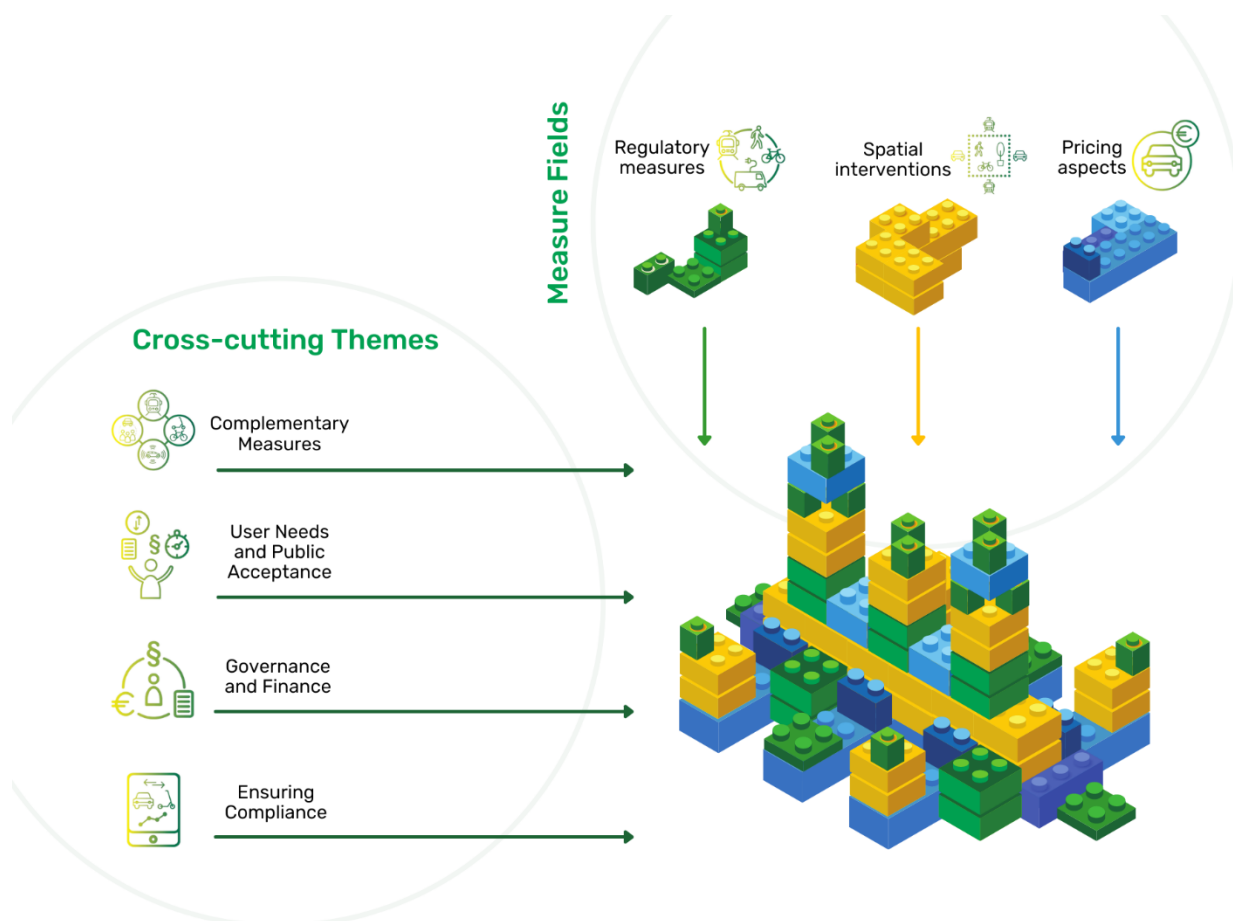 Measure Fields
Regulatory
measures
Spatial
interventions
Pricing
aspects
€
Cross-cutting Themes
Complementary
Measures
§
User Needs
and Public
Acceptance
§
€
Governance
and Finance
Ensuring
Compliance